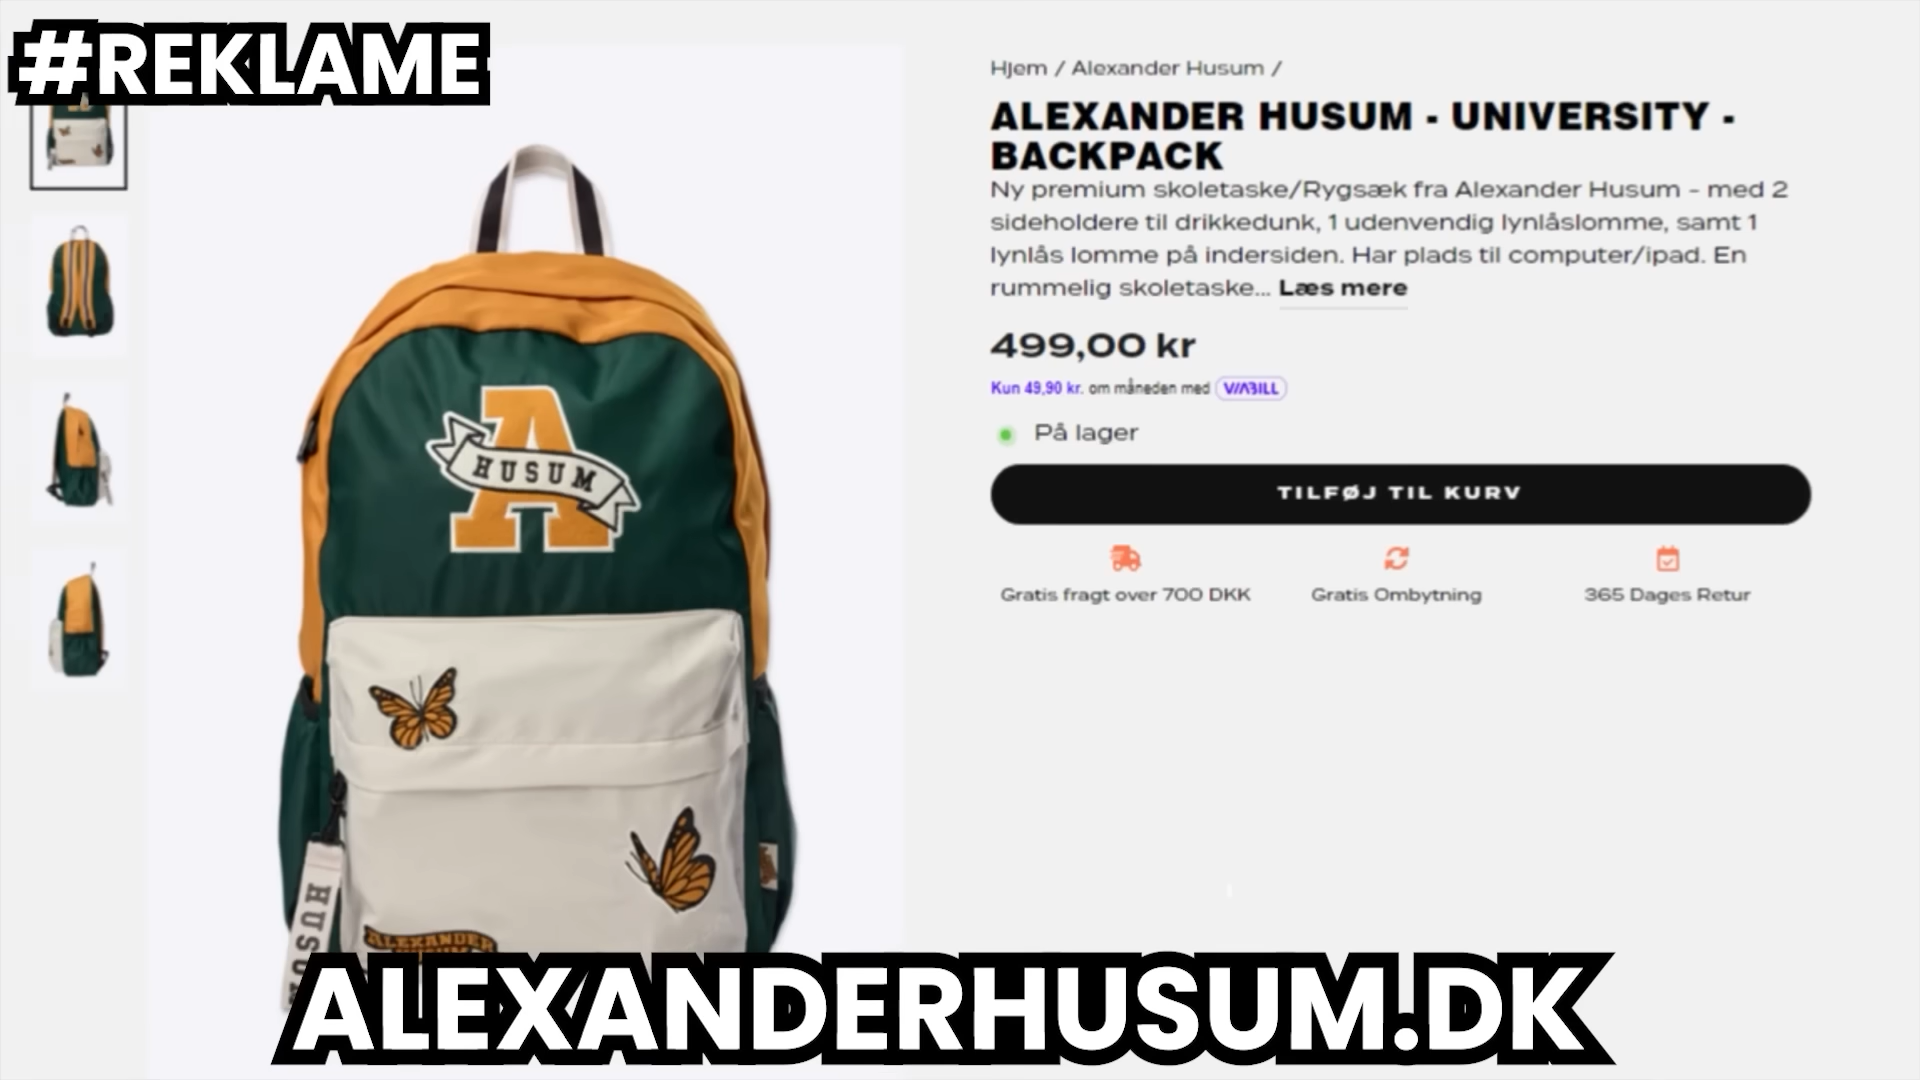 #REKLAME
Hjem / Alexander Husum /
ALEXANDER HUSUM - UNIVERSITY -
BACKPACK
Ny premium skoletaske/Rygsæk fra Alexander Husum - med 2
sideholdere til drikkedunk, 1 udenvendig lynlåslomme, samt 1
lynlås lomme på indersiden. Har plads til computer/ipad. En
rummelig skoletaske... Læs mere
499,00 kr
Kun 49,90 kr. om måneden med VIABILL
På lager
TILFØJ TIL KURV
Gratis fragt over 700 DKK
Gratis Ombytning
365 Dages Retur
HUSUM
A
HUSUM
ALEXANDER
ALEXANDERHUSUM.DK